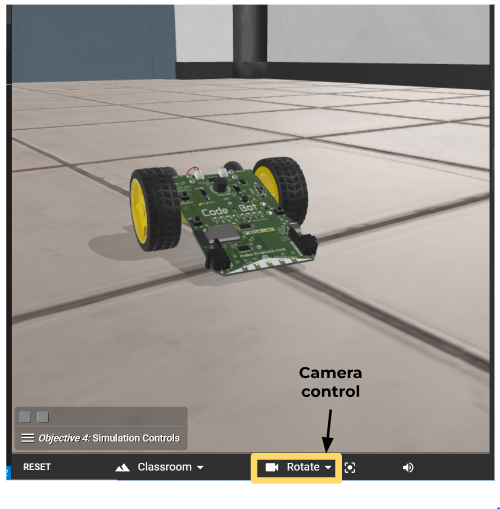 Code Bot
Camera
control
Objective 4: Simulation Controls
RESET
Classroom
Rotate